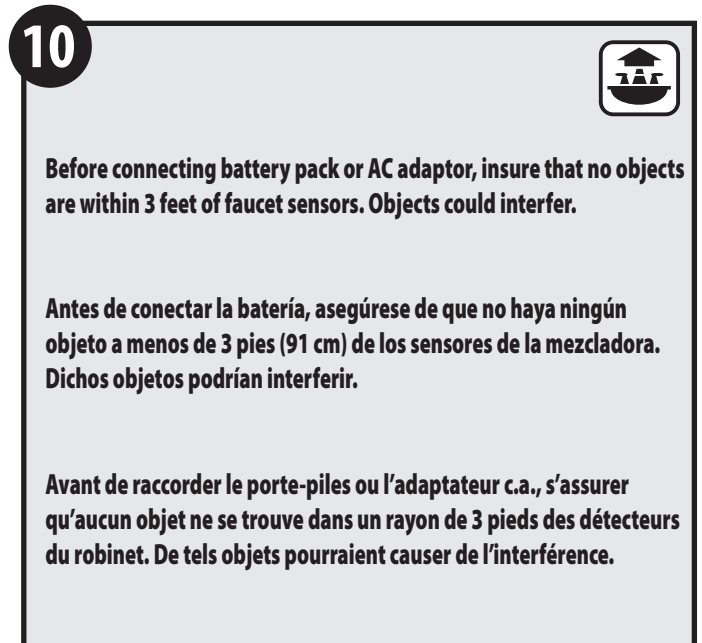 10
Before connecting battery pack or AC adaptor, insure that no objects
are within 3 feet of faucet sensors. Objects could interfer.
Antes de conectar la batería, asegúrese de que no haya ningún
objeto a menos de 3 pies (91 cm) de los sensores de la mezcladora.
Dichos objetos podrían interferir.
Avant de raccorder le porte-piles ou l’adaptateur c.a., s’assurer
qu’aucun objet ne se trouve dans un rayon de 3 pieds des détecteurs
du robinet. De tels objets pourraient causer de l’interférence.